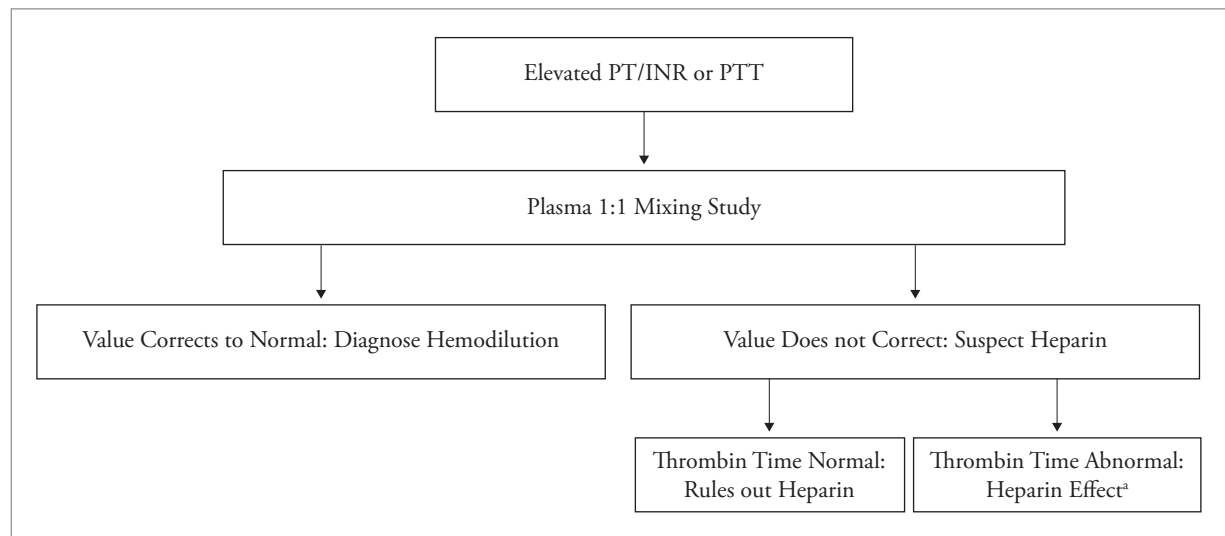 Elevated PT/INR or PTT
Plasma 1:1 Mixing Study
Value Corrects to Normal: Diagnose Hemodilution
Value Does not Correct: Suspect Heparin
Thrombin Time Normal:
Rules out Heparin
Thrombin Time Abnormal:
Heparin Effectᵃ